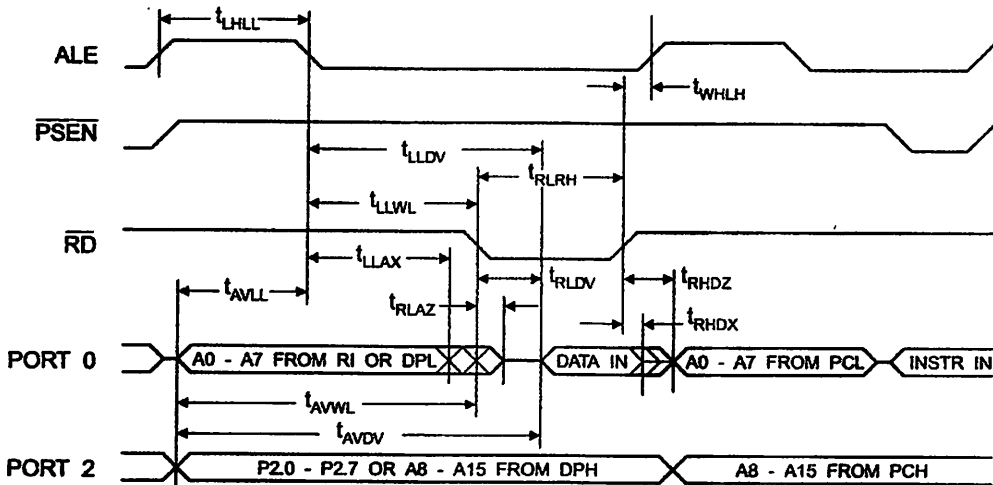 tLHLL
ALE
tWHLH
PSEN
tLLDV
tRLRH
tLLWL
RD
tLLAX
tRLDV
tRHDZ
tAVLL
tRLAZ
tRHDX
PORT 0
A0 - A7 FROM RI OR DPL
DATA IN
A0 - A7 FROM PCL
INSTR IN
tAVWL
tAVDV
PORT 2
P2.0 - P2.7 OR A8 - A15 FROM DPH
A8 - A15 FROM PCH